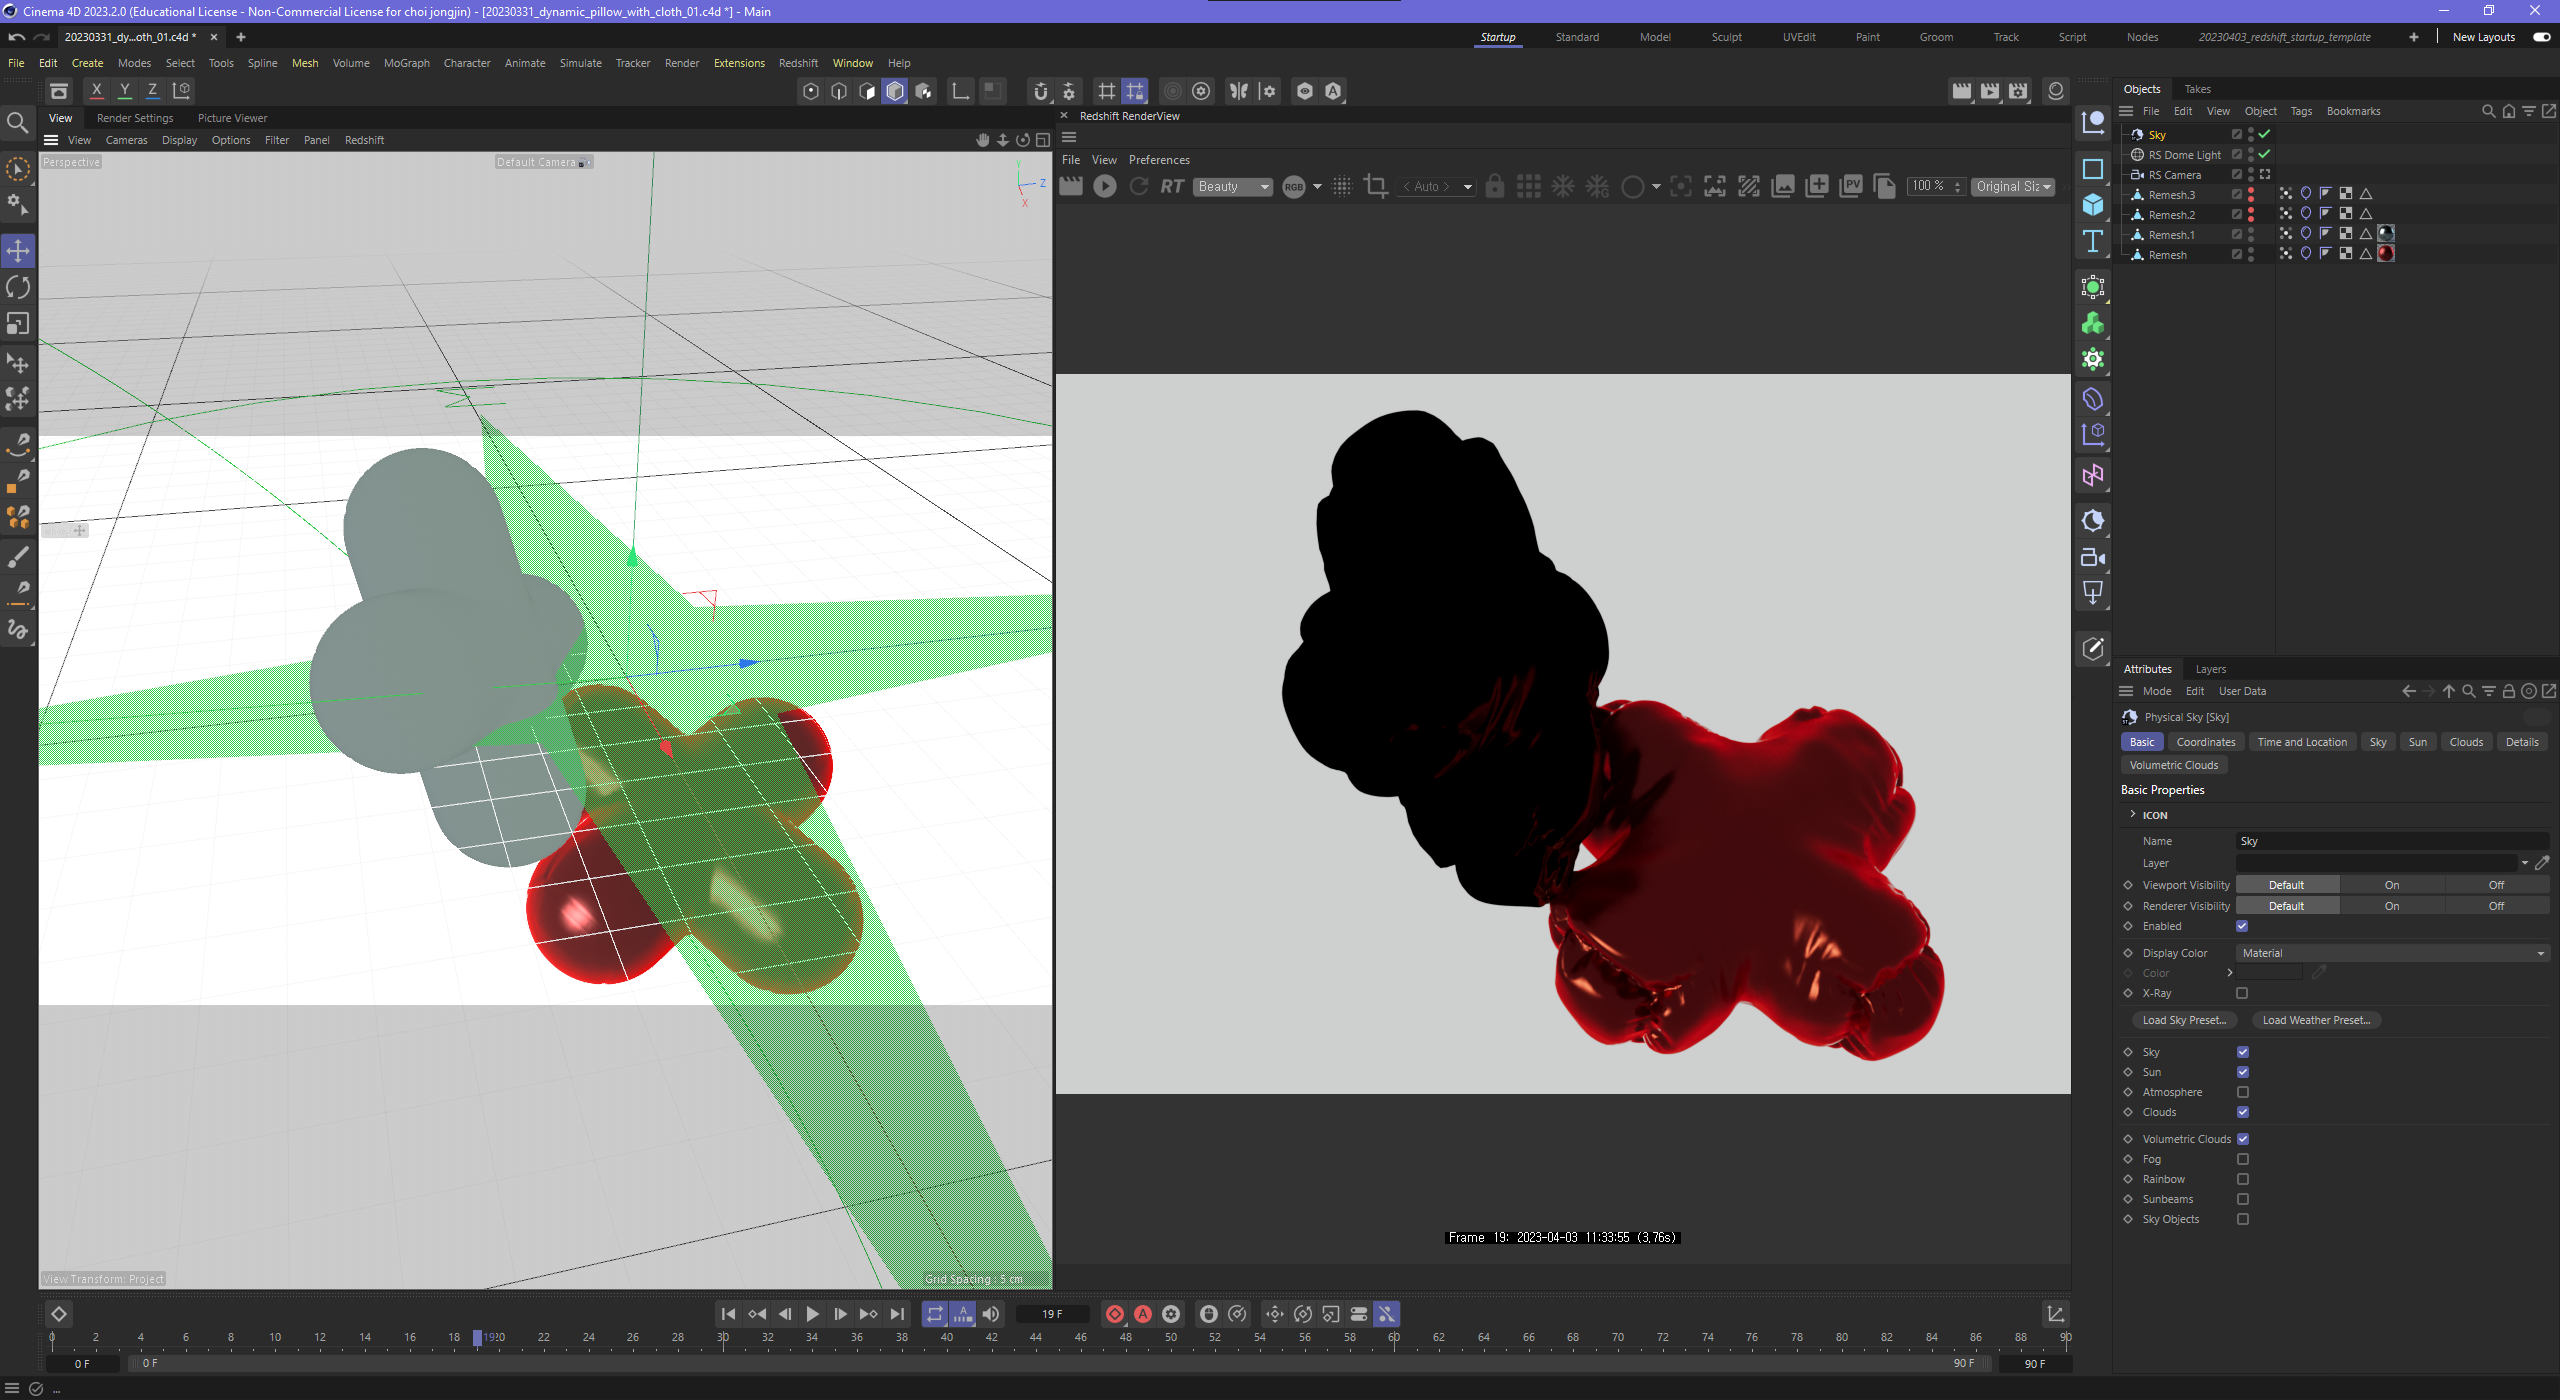 Cinema 4D 2023.2.0 (Educational License - Non-Commercial License for choi jongjin) - [20230331_dynamic_pillow_with_cloth_01.c4d *] - Main
20230331_dy...oth_01.c4d *
Startup Standard Model Sculpt UVEdit Paint Groom Track Script Nodes 20230403_redshift_startup_template New Layouts
File Edit Create Modes Select Tools Spline Mesh Volume MoGraph Character Animate Simulate Tracker Render Extensions Redshift Window Help
X Y Z
View Render Settings Picture Viewer
View Cameras Display Options Filter Panel Redshift
Perspective
Default Camera
Y
Z
X
View Transform: Project
Grid Spacing : 5 cm
Redshift RenderView
File View Preferences
RT Beauty RGB < Auto > PV 100 % Original Siz
Frame 19: 2023-04-03 11:33:55 (3.76s)
Objects Takes
File Edit View Object Tags Bookmarks
Sky
RS Dome Light
RS Camera
Remesh.3
Remesh.2
Remesh.1
Remesh
Attributes Layers
Mode Edit User Data
Physical Sky [Sky]
Basic Coordinates Time and Location Sky Sun Clouds Details
Volumetric Clouds
Basic Properties
ICON
Name Sky
Layer
Viewport Visibility Default On Off
Renderer Visibility Default On Off
Enabled
Display Color Material
Color
X-Ray
Load Sky Preset... Load Weather Preset...
Sky
Sun
Atmosphere
Clouds
Volumetric Clouds
Fog
Rainbow
Sunbeams
Sky Objects
19 F
0 2 4 6 8 10 12 14 16 18 19 20 22 24 26 28 30 32 34 36 38 40 42 44 46 48 50 52 54 56 58 60 62 64 66 68 70 72 74 76 78 80 82 84 86 88 90
0 F 0 F 90 F 90 F
...